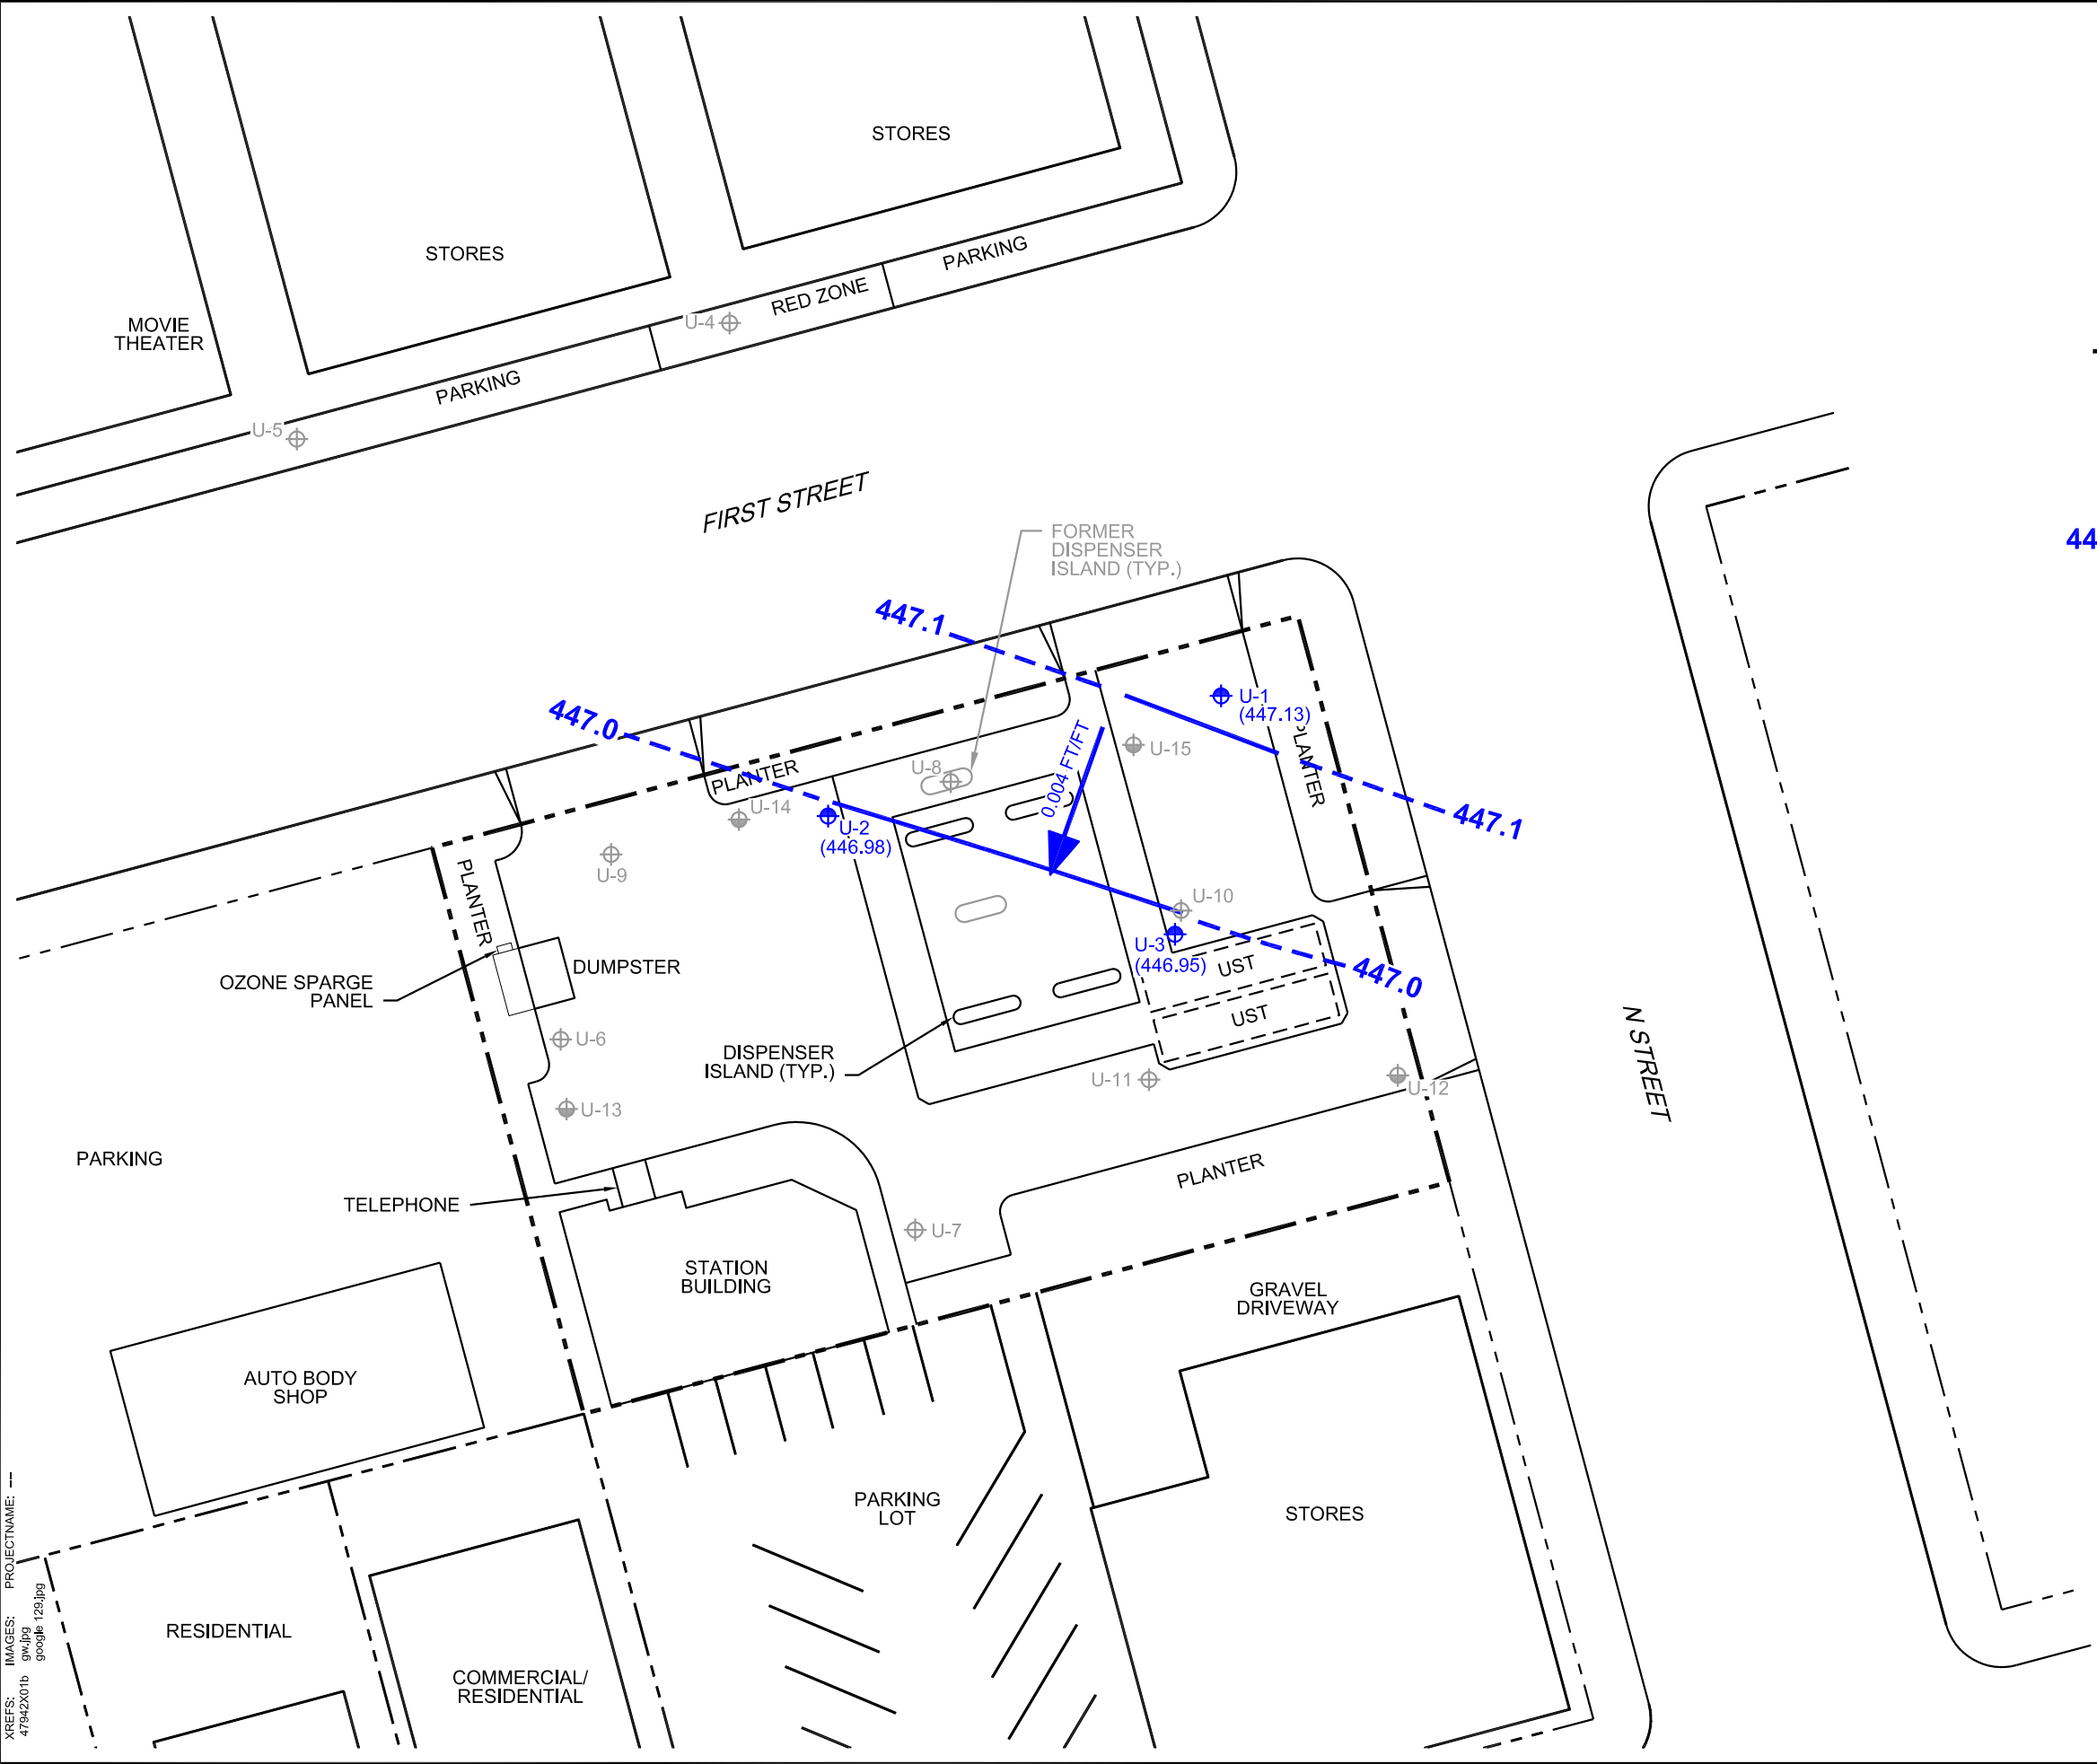 STORES
STORES
PARKING
RED ZONE
U-4
MOVIE
THEATER
PARKING
U-5
FIRST STREET
FORMER
DISPENSER
ISLAND (TYP.)
44
447.1
447.0
U-1
(447.13)
PLANTER
U-15
0.004 FT/FT
U-8
PLANTER
U-14
U-2
(446.98)
447.1
U-9
PLANTER
U-10
U-3
(446.95)
UST
447.0
UST
DUMPSTER
OZONE SPARGE
PANEL
U-6
DISPENSER
ISLAND (TYP.)
U-11
U-12
N STREET
U-13
PARKING
PLANTER
TELEPHONE
U-7
STATION
BUILDING
GRAVEL
DRIVEWAY
AUTO BODY
SHOP
PARKING
LOT
STORES
RESIDENTIAL
COMMERCIAL/
RESIDENTIAL
XREFS: IMAGES: PROJECTNAME: ---
47942X01b gw.jpg
google 129.jpg